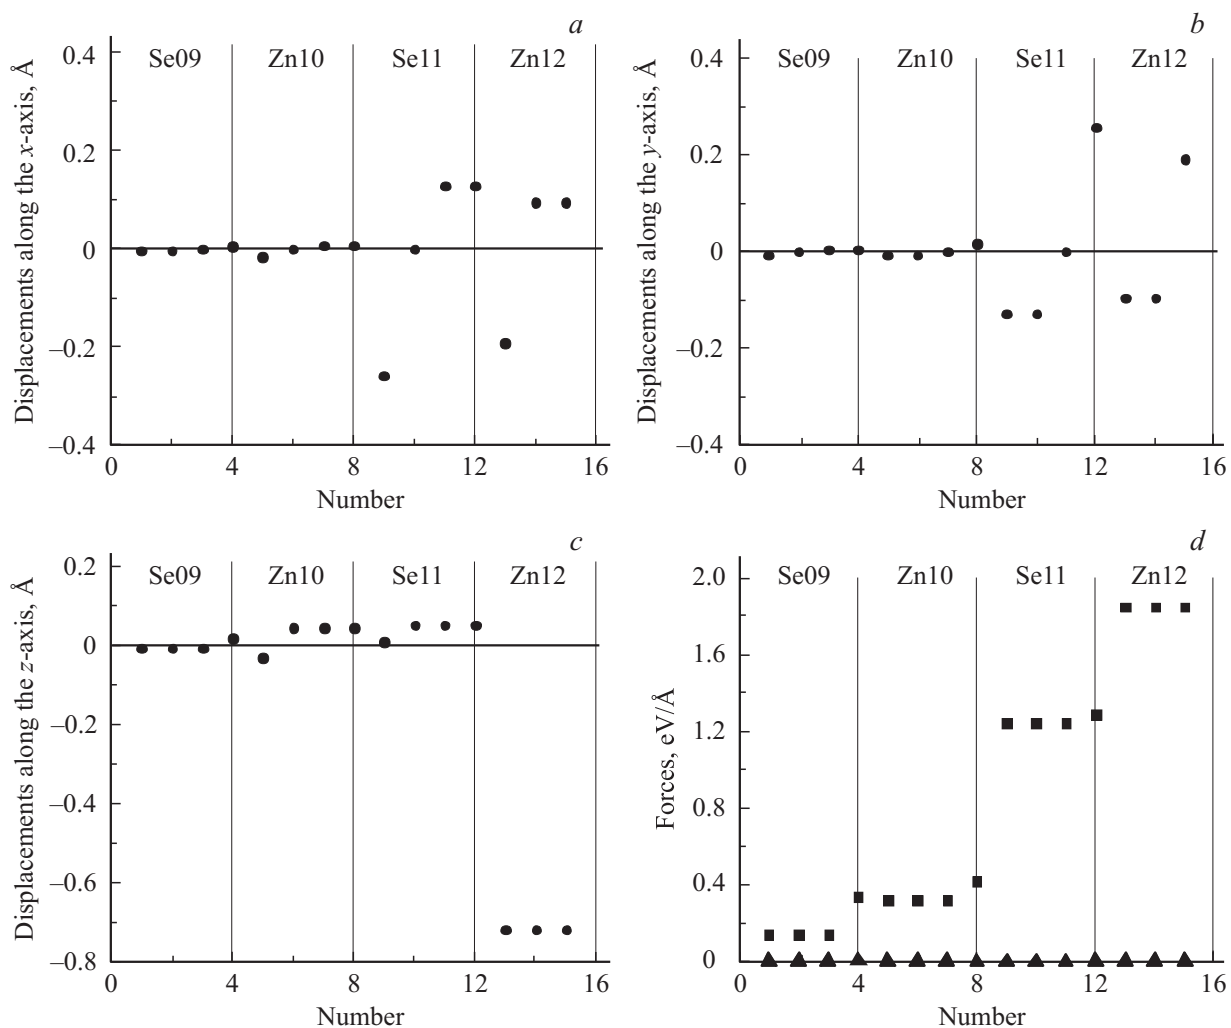 a
Displacements along the x-axis, Å
Se09 Zn10 Se11 Zn12
0.4
0.2
0
–0.2
–0.4
0 4 8 12 16
Number
b
Displacements along the y-axis, Å
Se09 Zn10 Se11 Zn12
0.4
0.2
0
–0.2
–0.4
0 4 8 12 16
Number
c
Displacements along the z-axis, Å
Se09 Zn10 Se11 Zn12
0.2
0
–0.2
–0.4
–0.6
–0.8
0 4 8 12 16
Number
d
Forces, eV/Å
Se09 Zn10 Se11 Zn12
2.0
1.6
1.2
0.8
0.4
0
0 4 8 12 16
Number